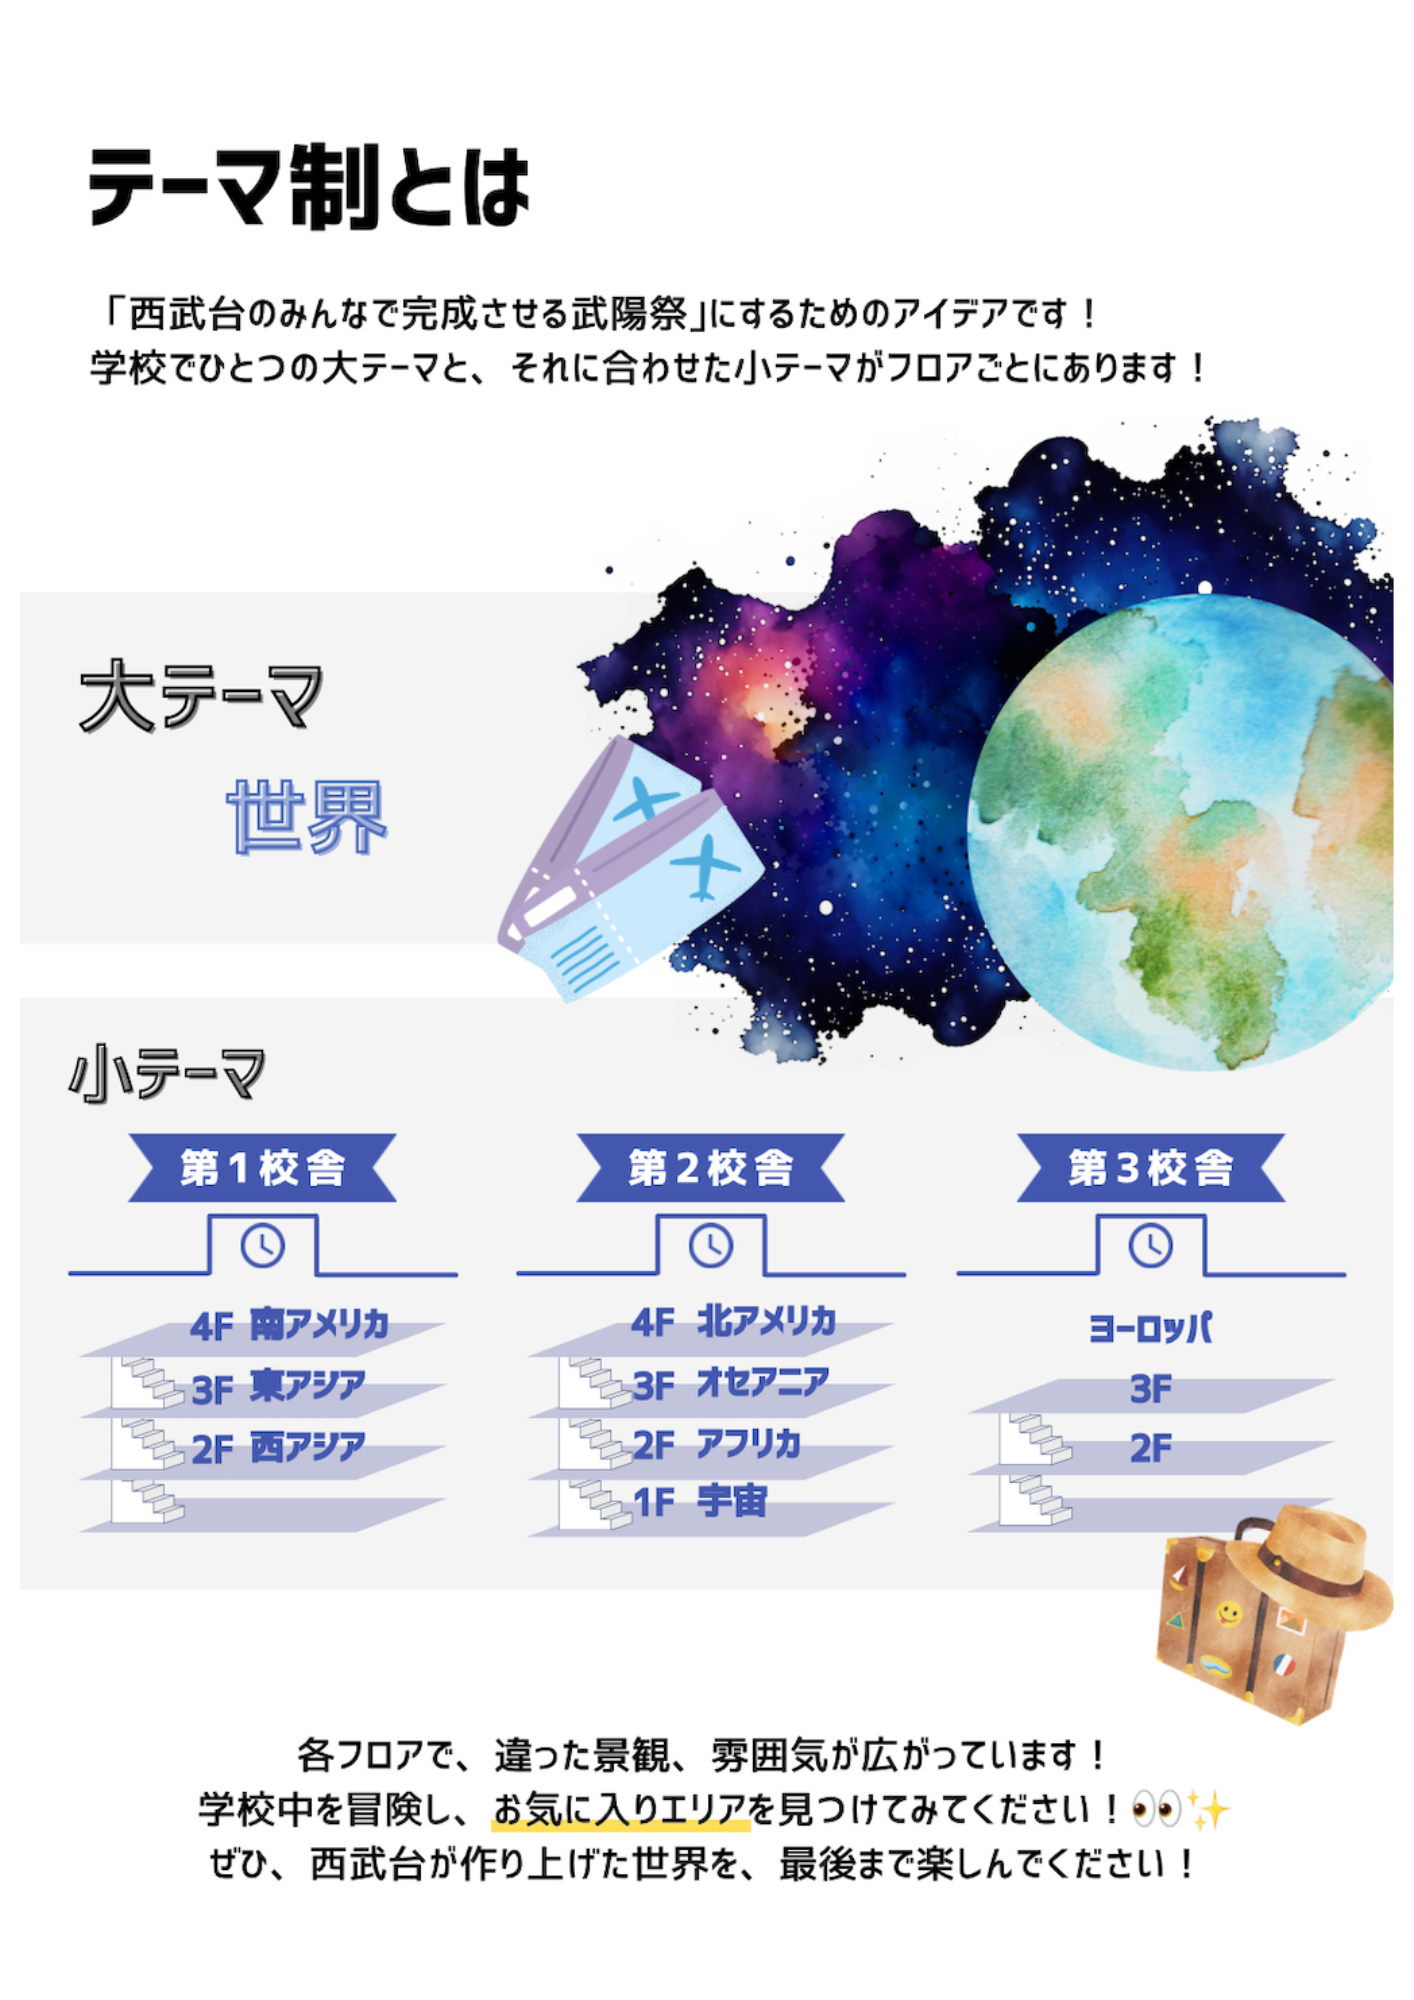 テーマ制とは
「西武台のみんなで完成させる武陽祭」にするためのアイデアです！
学校でひとつの大テーマと、それに合わせた小テーマがフロアごとにあります！
大テーマ
世界
小テーマ
第1校舎
4F 南アメリカ
3F 東アジア
2F 西アジア
第2校舎
4F 北アメリカ
3F オセアニア
2F アフリカ
1F 宇宙
第3校舎
ヨーロッパ
3F
2F
各フロアで、違った景観、雰囲気が広がっています！
学校中を冒険し、お気に入りエリアを見つけてみてください！👀✨
ぜひ、西武台が作り上げた世界を、最後まで楽しんでください！